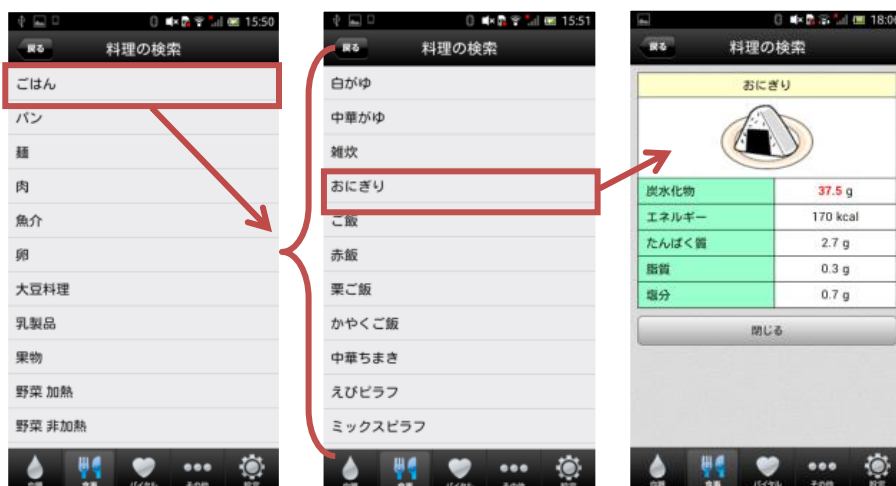 15:50
戻る
料理の検索
ごはん
パン
麺
肉
魚介
卵
大豆料理
乳製品
果物
野菜 加熱
野菜 非加熱
15:51
戻る
料理の検索
白がゆ
中華がゆ
雑炊
おにぎり
ご飯
赤飯
栗ご飯
かやくご飯
中華ちまき
えびピラフ
ミックスピラフ
18:06
戻る
料理の検索
おにぎり
炭水化物 37.5 g
エネルギー 170 kcal
たんぱく質 2.7 g
脂質 0.3 g
塩分 0.7 g
閉じる